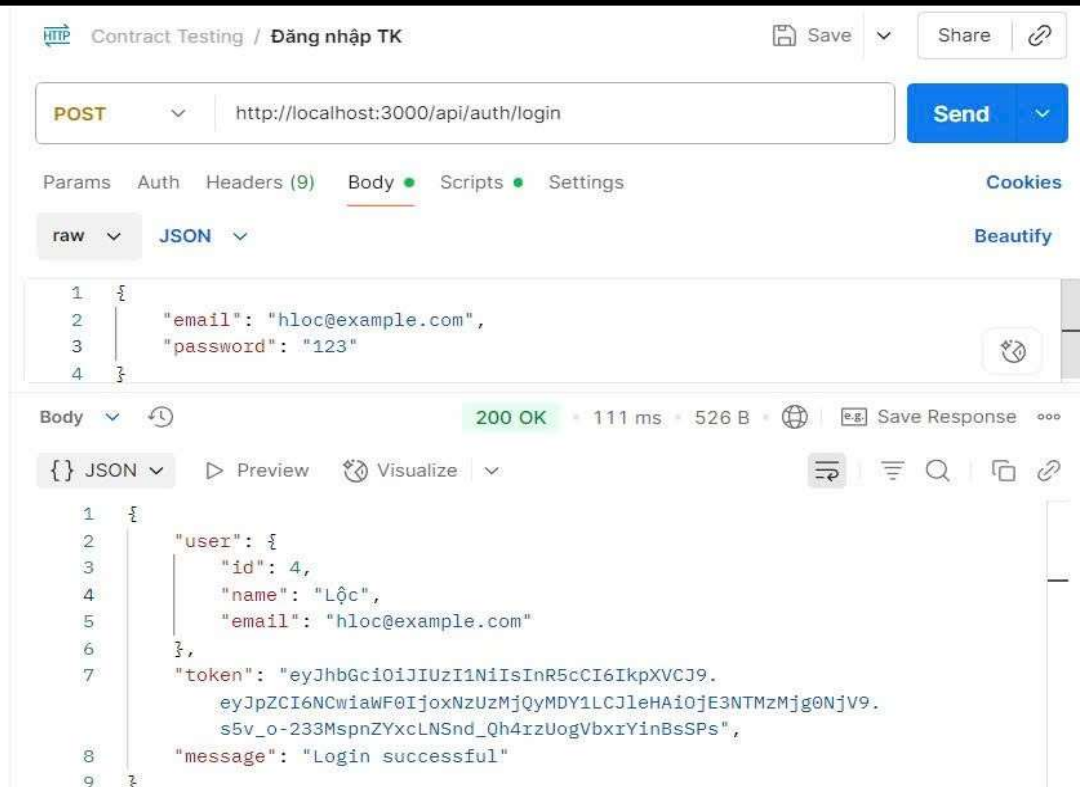 HTTP Contract Testing / Đăng nhập TK Save Share
POST http://localhost:3000/api/auth/login Send
Params Auth Headers (9) Body Scripts Settings Cookies
raw JSON Beautify
1 {
2 "email": "hloc@example.com",
3 "password": "123"
4 }
Body 200 OK 111 ms 526 B e.g. Save Response
{} JSON Preview Visualize
1 {
2 "user": {
3 "id": 4,
4 "name": "Lộc",
5 "email": "hloc@example.com"
6 },
7 "token": "eyJhbGciOiJIUzI1NiIsInR5cCI6IkpXVCJ9.
eyJpZCI6NCwiaWF0IjoxNzUzMjQyMDY1LCJleHAiOjE3NTMzMjg0NjV9.
s5v_o-233MspnZYxcLNSnd_Qh4rzUogVbxrYinBsSPs",
8 "message": "Login successful"
9 }